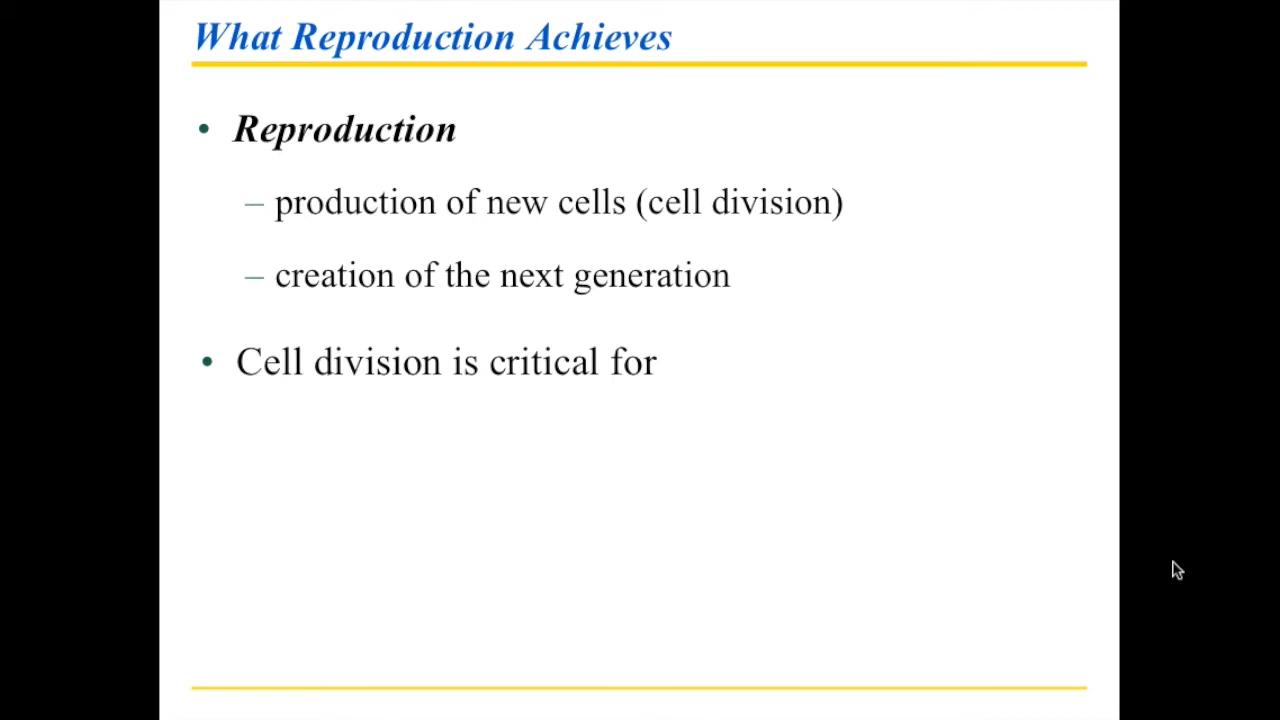 What Reproduction Achieves
• Reproduction
– production of new cells (cell division)
– creation of the next generation
• Cell division is critical for